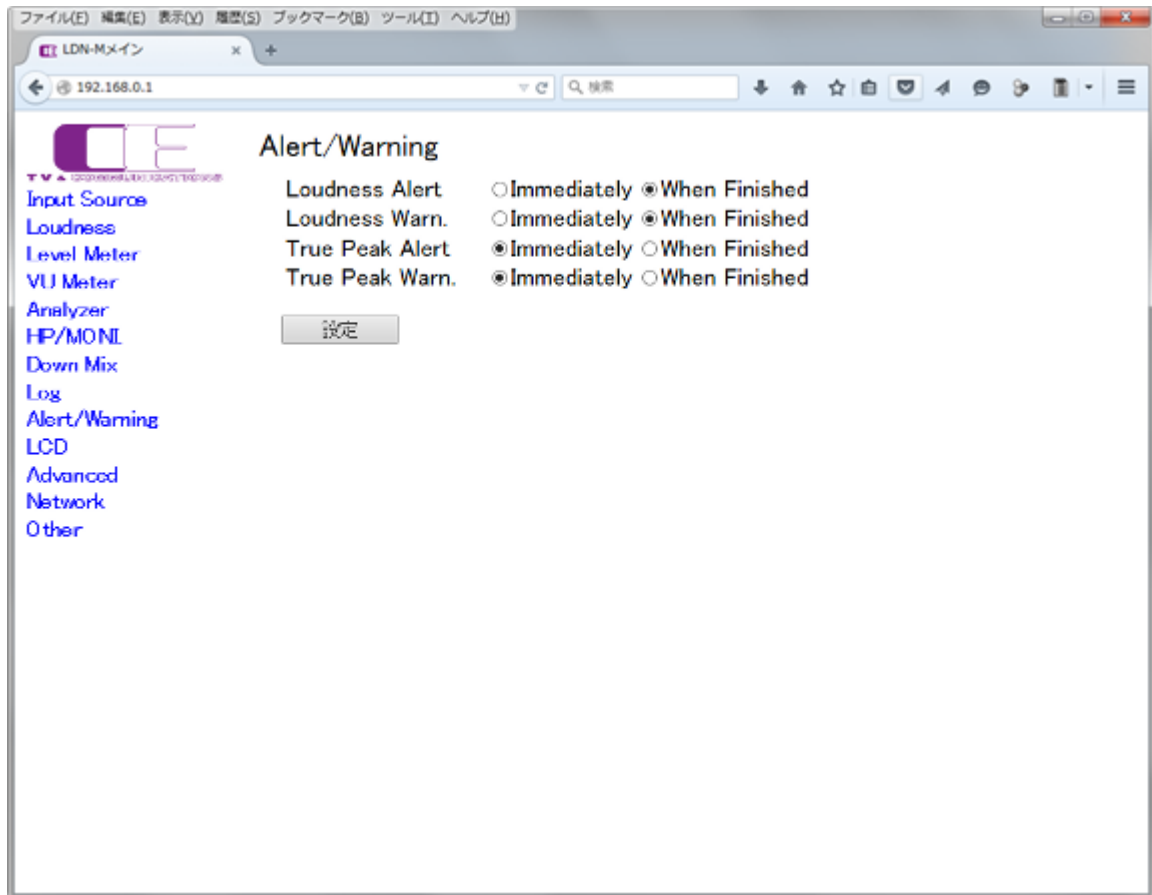 ファイル(F) 編集(E) 表示(V) 履歴(S) ブックマーク(B) ツール(T) ヘルプ(H)
LDN-Mメイン
192.168.0.1
検索
Alert/Warning
Loudness Alert Immediately When Finished
Loudness Warn. Immediately When Finished
True Peak Alert Immediately When Finished
True Peak Warn. Immediately When Finished
設定
Input Source
Loudness
Level Meter
VU Meter
Analyzer
HP/MONI
Down Mix
Log
Alert/Warning
LCD
Advanced
Network
Other